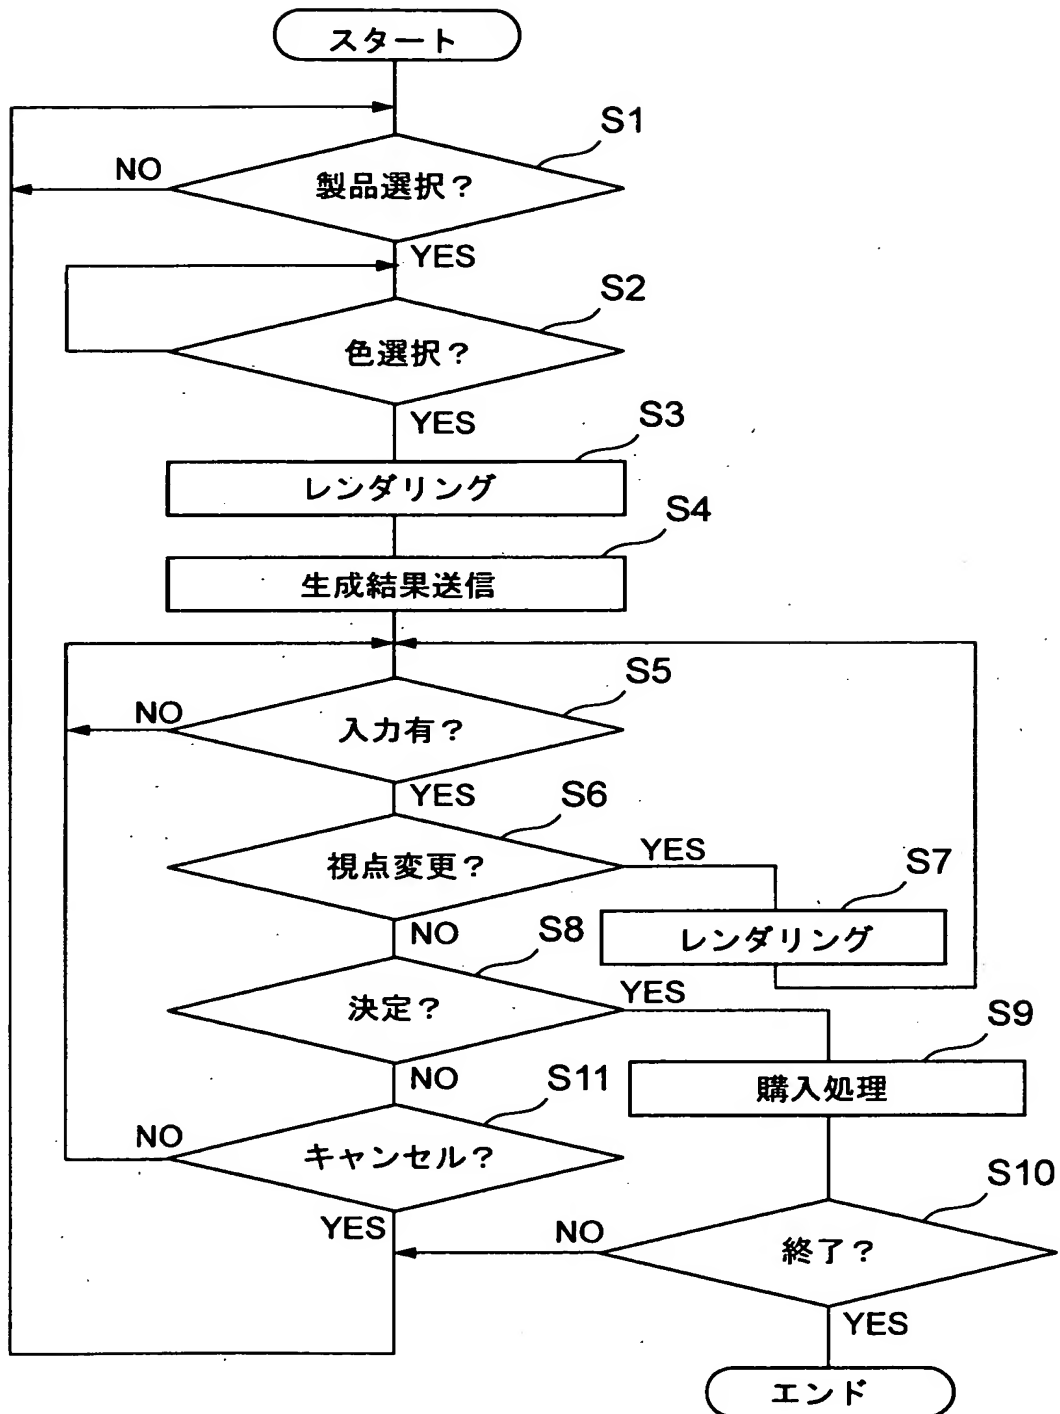 スタート
S1
NO
製品選択？
YES
S2
色選択？
YES
S3
レンダリング
S4
生成結果送信
S5
NO
入力有？
YES
S6
視点変更？
YES
S7
レンダリング
NO
S8
決定？
YES
S9
購入処理
NO
S11
NO
キャンセル？
YES
S10
NO
終了？
YES
エンド